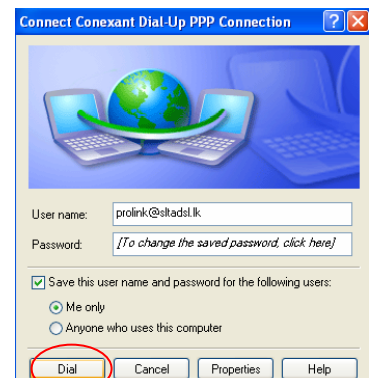 Connect Conexant Dial-Up PPP Connection
User name: prolink@sltadsl.lk
Password: [To change the saved password, click here]
Save this user name and password for the following users:
Me only
Anyone who uses this computer
Dial Cancel Properties Help